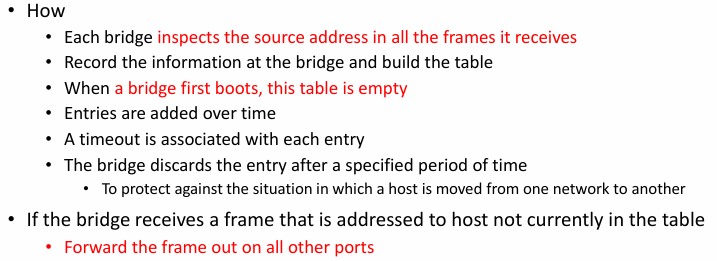 • How
• Each bridge inspects the source address in all the frames it receives
• Record the information at the bridge and build the table
• When a bridge first boots, this table is empty
• Entries are added over time
• A timeout is associated with each entry
• The bridge discards the entry after a specified period of time
• To protect against the situation in which a host is moved from one network to another
• If the bridge receives a frame that is addressed to host not currently in the table
• Forward the frame out on all other ports